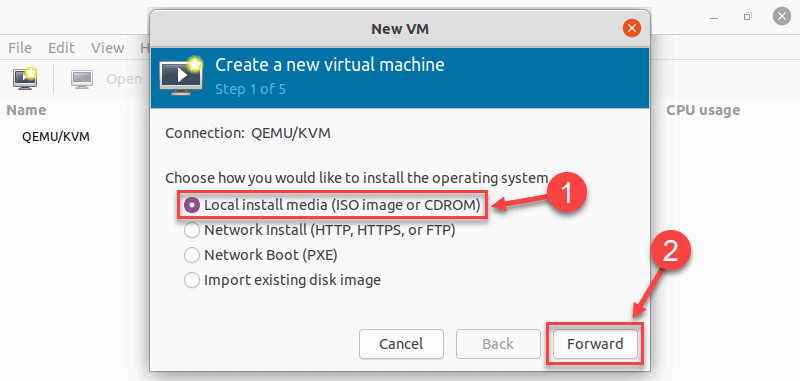 New VM
File Edit View H
Create a new virtual machine
Step 1 of 5
Open
Name
CPU usage
QEMU/KVM
Connection: QEMU/KVM
Choose how you would like to install the operating system
1
Local install media (ISO image or CDROM)
Network Install (HTTP, HTTPS, or FTP)
2
Network Boot (PXE)
Import existing disk image
Cancel
Back
Forward